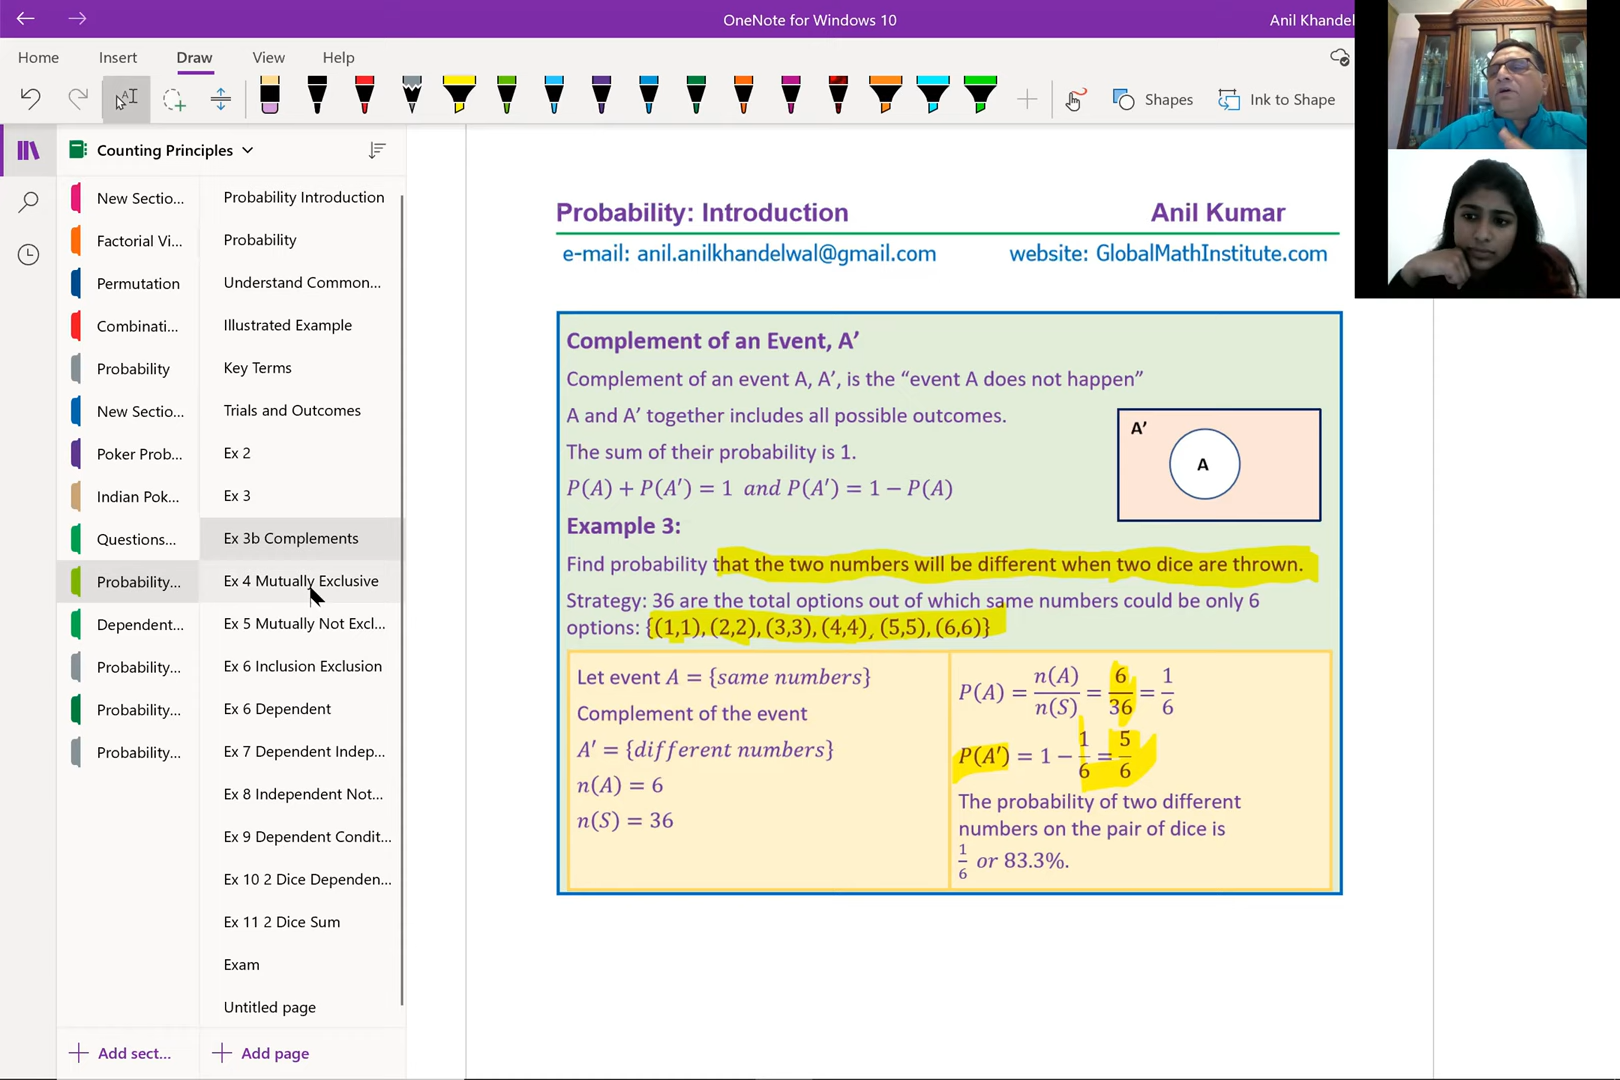 OneNote for Windows 10
Anil Khandel
Home Insert Draw View Help
Shapes Ink to Shape
Counting Principles
New Sectio...
Factorial Vi...
Permutation
Combinati...
Probability
New Sectio...
Poker Prob...
Indian Pok...
Questions...
Probability...
Dependent...
Probability...
Probability...
Probability...
Add sect...
Probability Introduction
Probability
Understand Common...
Illustrated Example
Key Terms
Trials and Outcomes
Ex 2
Ex 3
Ex 3b Complements
Ex 4 Mutually Exclusive
Ex 5 Mutually Not Excl...
Ex 6 Inclusion Exclusion
Ex 6 Dependent
Ex 7 Dependent Indep...
Ex 8 Independent Not...
Ex 9 Dependent Condit...
Ex 10 2 Dice Dependen...
Ex 11 2 Dice Sum
Exam
Untitled page
Add page
Probability: Introduction Anil Kumar
e-mail: anil.anilkhandelwal@gmail.com website: GlobalMathInstitute.com
Complement of an Event, A’
Complement of an event A, A’, is the “event A does not happen”
A and A’ together includes all possible outcomes.
The sum of their probability is 1.
P(A) + P(A′) = 1 and P(A′) = 1 − P(A)
A’
A
Example 3:
Find probability that the two numbers will be different when two dice are thrown.
Strategy: 36 are the total options out of which same numbers could be only 6
options: {(1,1), (2,2), (3,3), (4,4), (5,5), (6,6)}
Let event A = {same numbers}
Complement of the event
A′ = {different numbers}
n(A) = 6
n(S) = 36
P(A) = n(A)/n(S) = 6/36 = 1/6
P(A′) = 1 − 1/6 = 5/6
The probability of two different
numbers on the pair of dice is
1/6 or 83.3%.